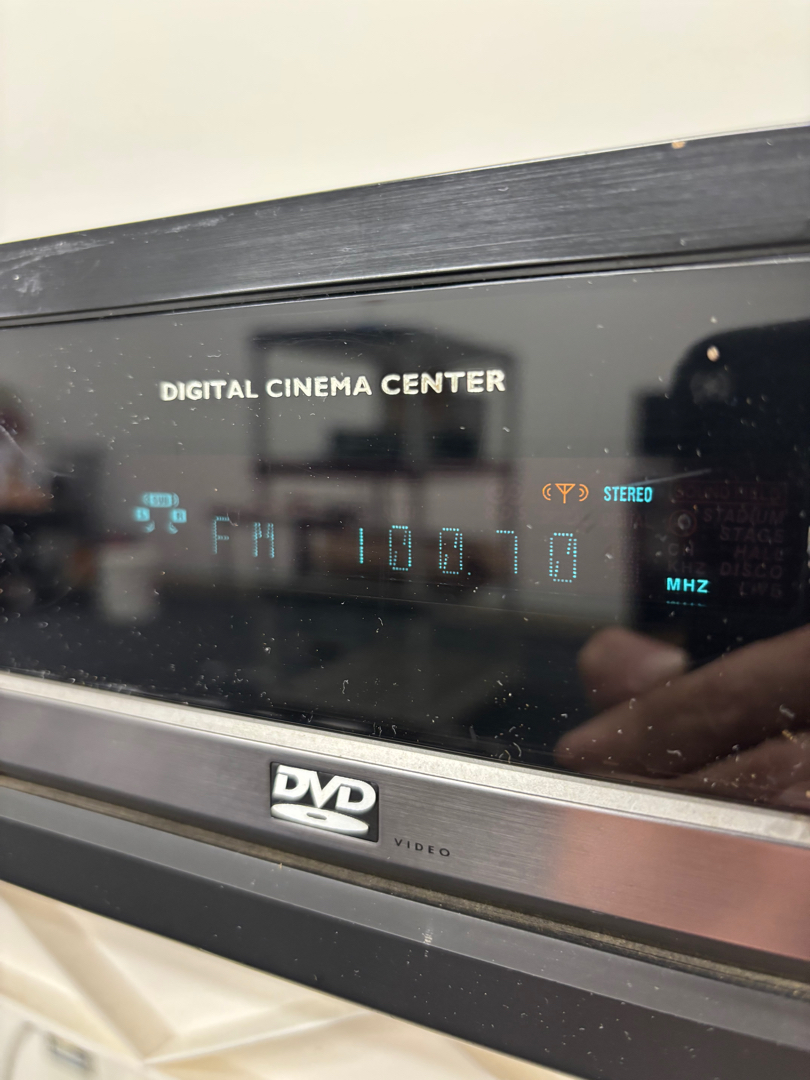 DIGITAL CINEMA CENTER
SUB
STEREO
FM 100.70
MHZ
DVD
VIDEO